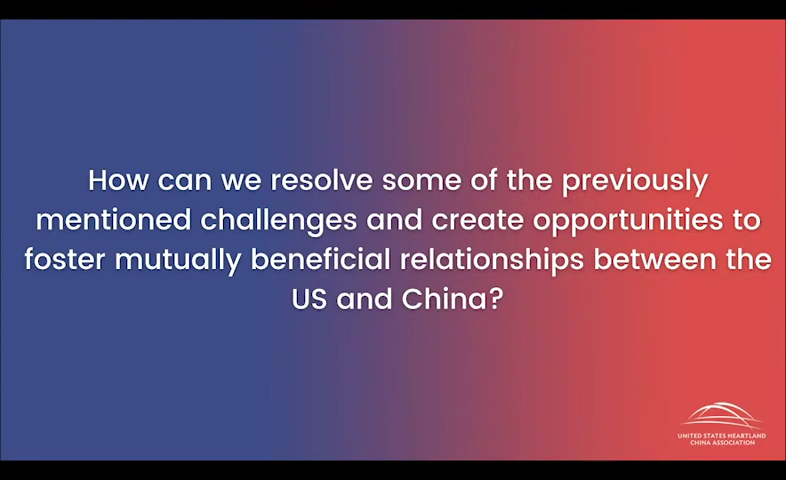 How can we resolve some of the previously
mentioned challenges and create opportunities to
foster mutually beneficial relationships between the
US and China?
UNITED STATES HEARTLAND
CHINA ASSOCIATION